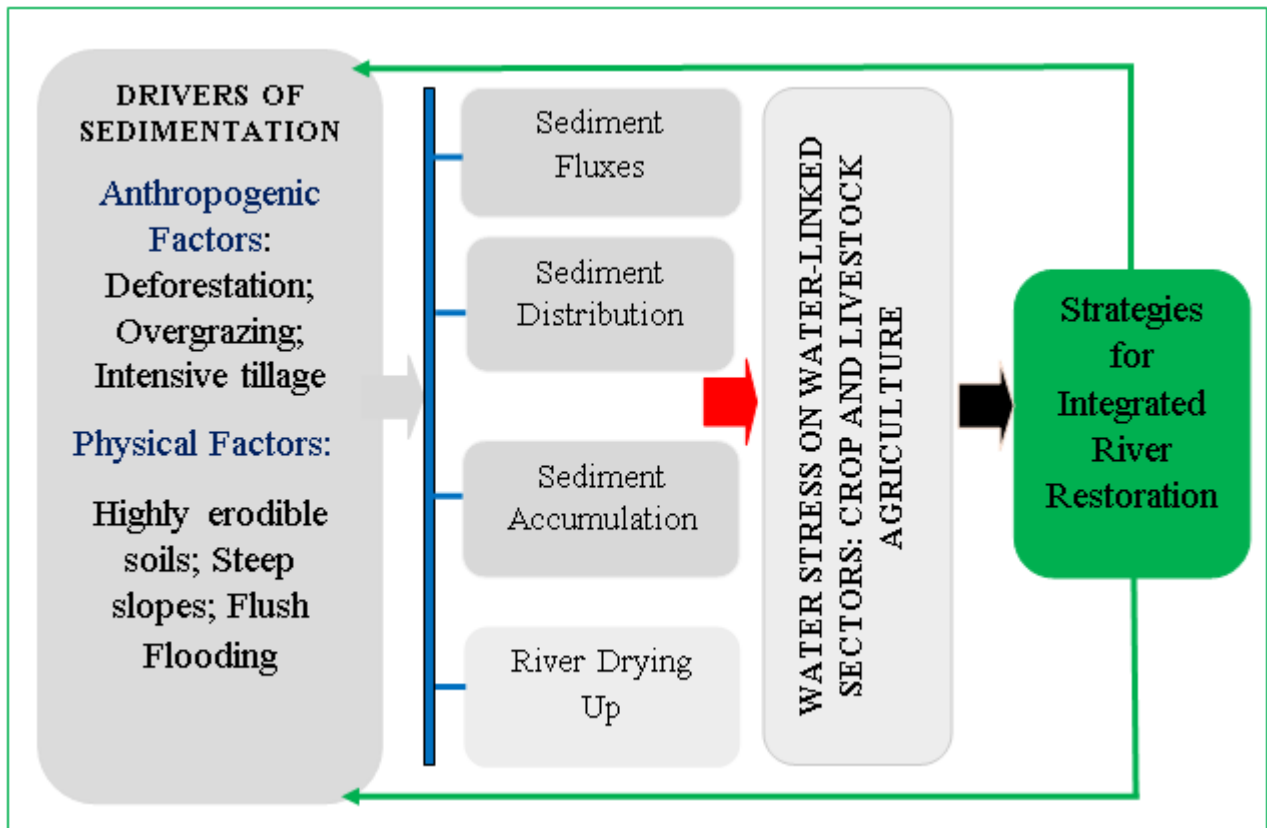 DRIVERS OF
SEDIMENTATION
Anthropogenic
Factors:
Deforestation;
Overgrazing;
Intensive tillage
Physical Factors:
Highly erodible
soils; Steep
slopes; Flush
Flooding
Sediment
Fluxes
Sediment
Distribution
Sediment
Accumulation
River Drying
Up
WATER STRESS ON WATER-LINKED
SECTORS: CROP AND LIVESTOCK
AGRICULTURE
Strategies
for
Integrated
River
Restoration